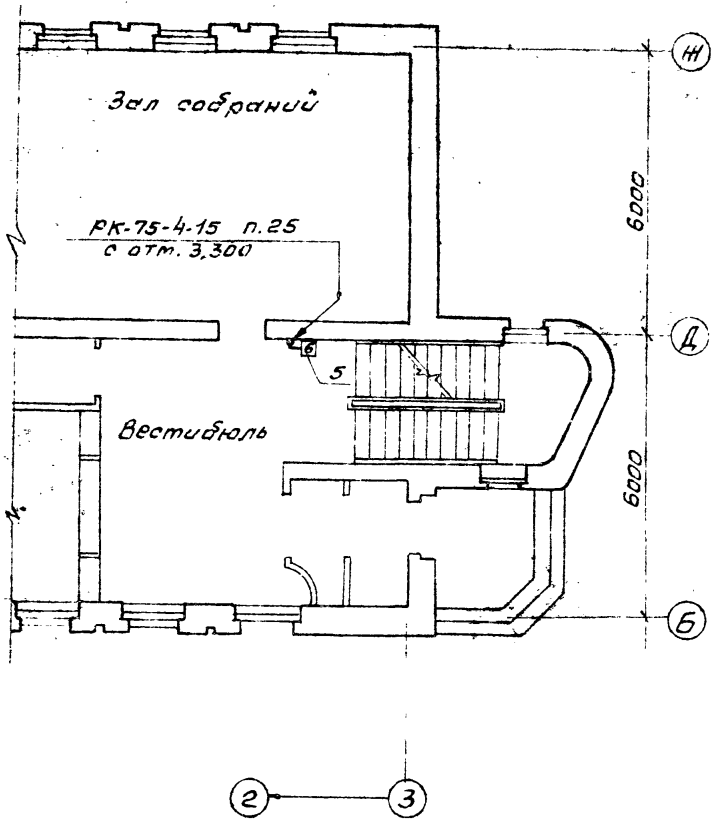 Ж
Зал собраний
6000
РК-75-4-15 п.25
с отм. 3,300
Д
6
5
Вестибюль
6000
Б
2
3